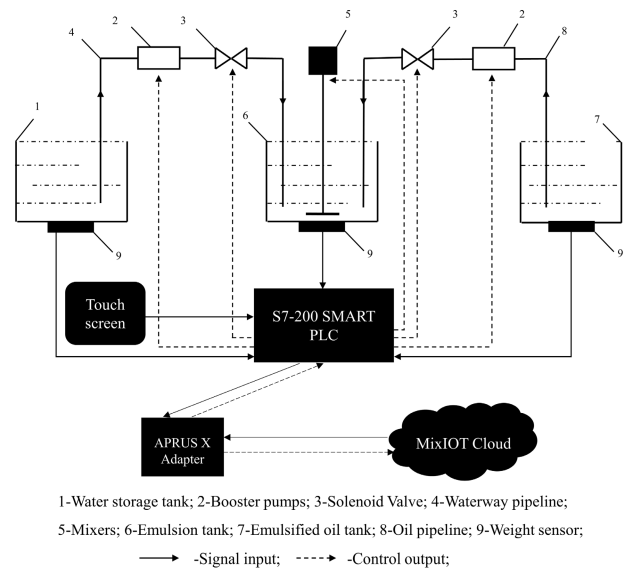 5
4
2
3
3
2
8
1
6
7
9
9
9
Touch
screen
S7-200 SMART
PLC
APRUS X
Adapter
MixIOT Cloud
1-Water storage tank; 2-Booster pumps; 3-Solenoid Valve; 4-Waterway pipeline;
5-Mixers; 6-Emulsion tank; 7-Emulsified oil tank; 8-Oil pipeline; 9-Weight sensor;
-Signal input; -Control output;